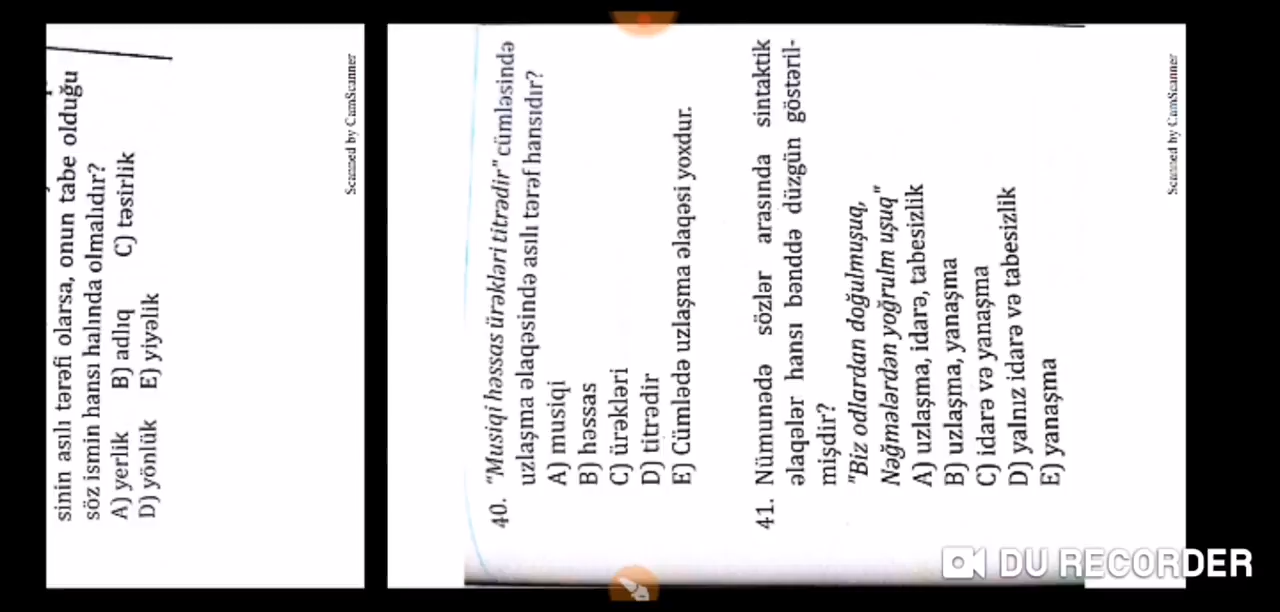 sinin asılı tərəfi olarsa, onun tabe olduğu
söz ismin hansı halında olmalıdır?
A) yerlik B) adlıq C) təsirlik
D) yönlük E) yiyəlik
Scanned by CamScanner
40. "Musiqi həssas ürəkləri titrədir" cümləsində
uzlaşma əlaqəsində asılı tərəf hansıdır?
A) musiqi
B) həssas
C) ürəkləri
D) titrədir
E) Cümlədə uzlaşma əlaqəsi yoxdur.
41. Nümunədə sözlər arasında sintaktik
əlaqələr hansı bənddə düzgün göstəril-
mişdir?
"Biz odlardan doğulmuşuq,
Nəğmələrdən yoğrulm uşuq"
A) uzlaşma, idarə, tabesizlik
B) uzlaşma, yanaşma
C) idarə və yanaşma
D) yalnız idarə və tabesizlik
E) yanaşma
Scanned by CamScanner
DU RECORDER